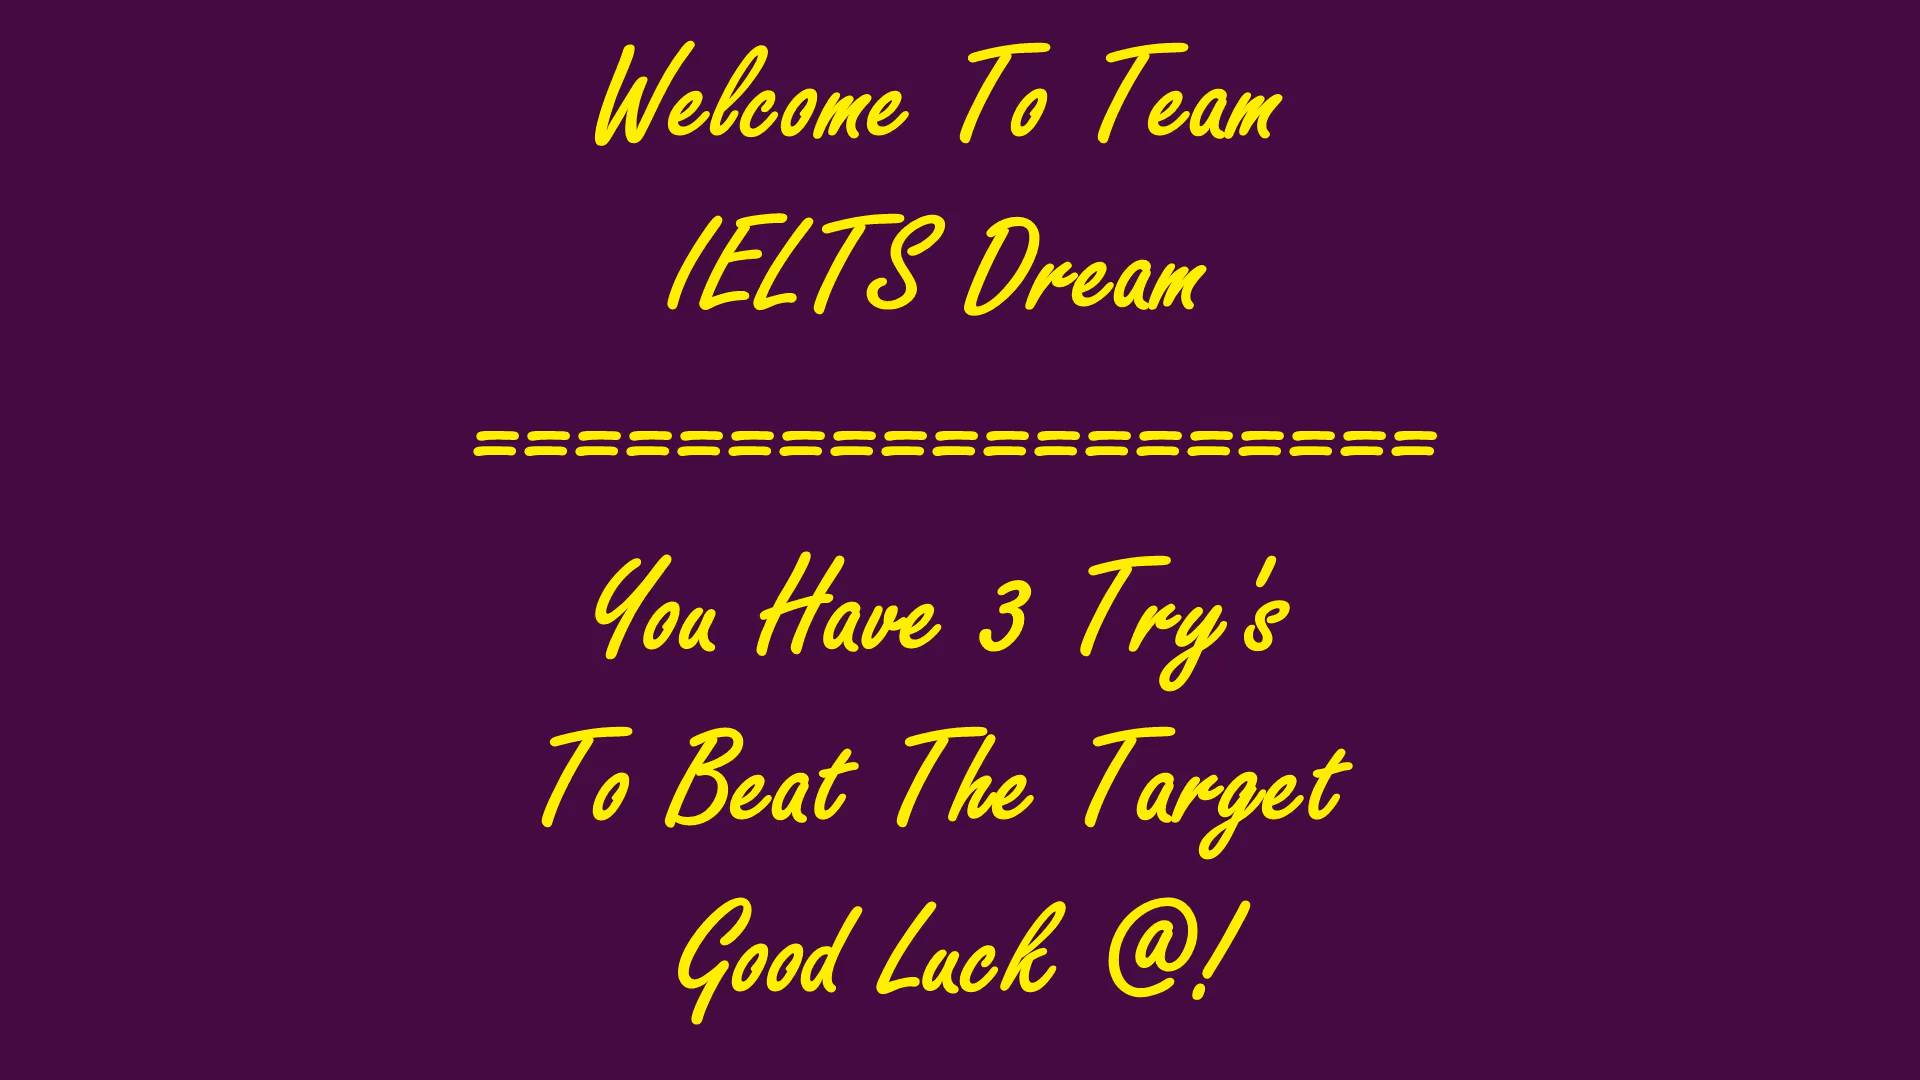 Welcome To Team
IELTS Dream
===================
You Have 3 Try's
To Beat The Target
Good Luck @!